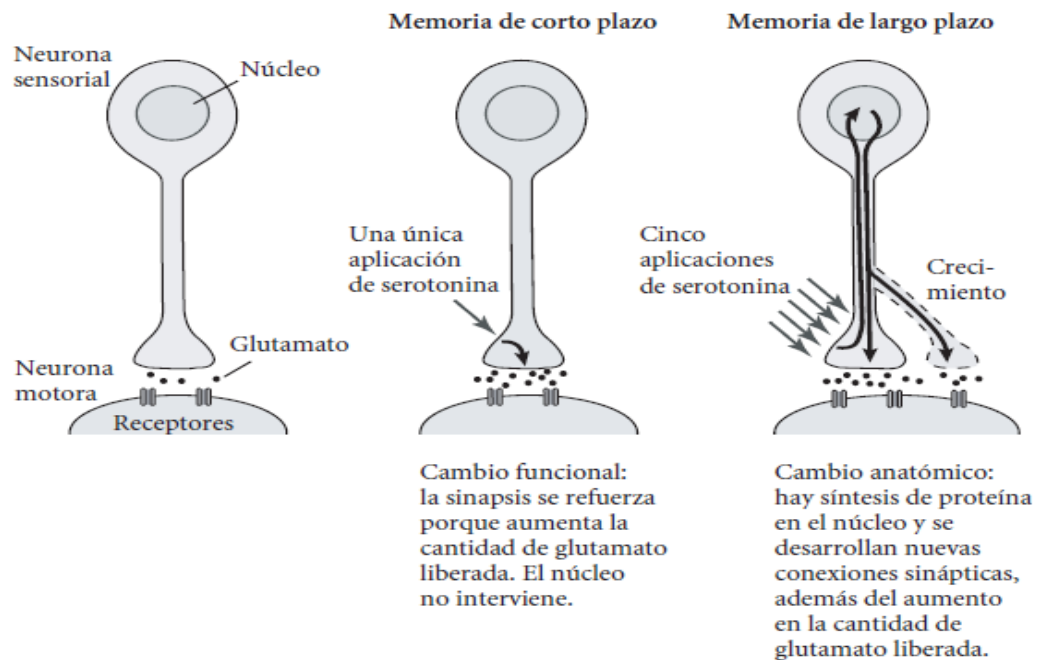 Memoria de corto plazo
Memoria de largo plazo
Neurona
sensorial
Núcleo
Una única
aplicación
de serotonina
Cinco
aplicaciones
de serotonina
Creci-
miento
Glutamato
Neurona
motora
Receptores
Cambio funcional:
la sinapsis se refuerza
porque aumenta la
cantidad de glutamato
liberada. El núcleo
no interviene.
Cambio anatómico:
hay síntesis de proteína
en el núcleo y se
desarrollan nuevas
conexiones sinápticas,
además del aumento
en la cantidad de
glutamato liberada.